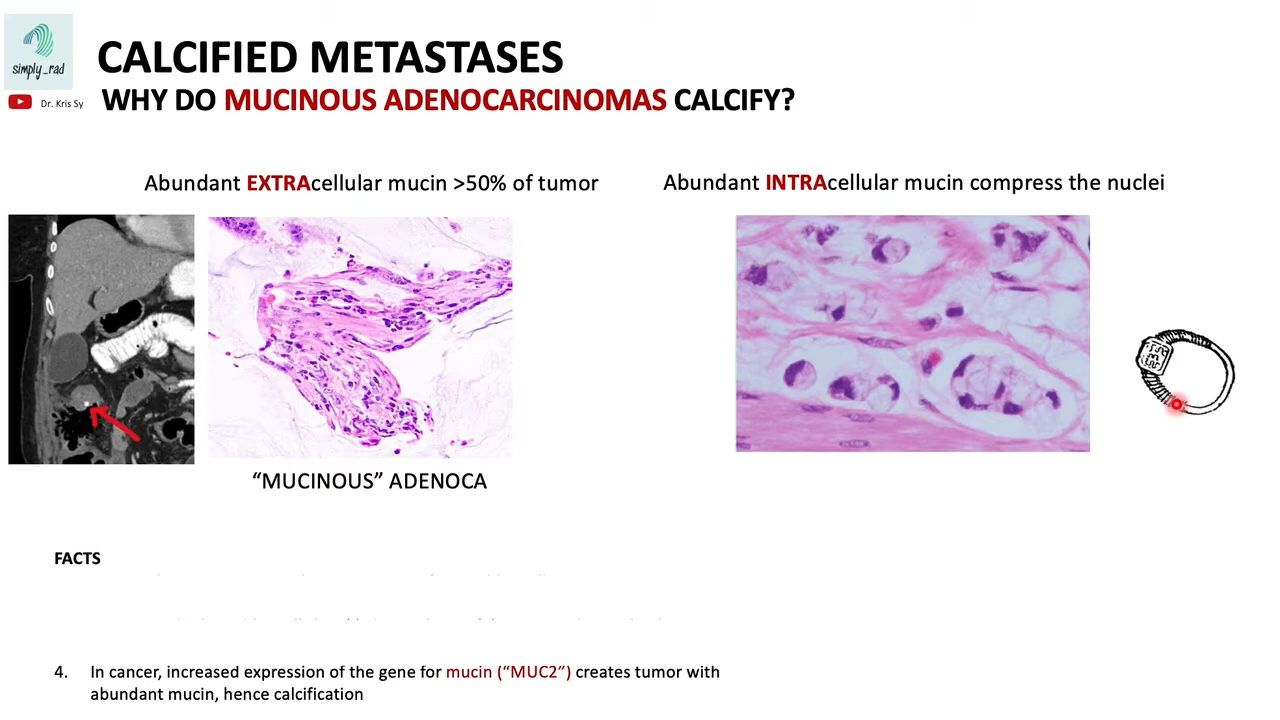 simply_rad
Dr. Kris Sy
CALCIFIED METASTASES
WHY DO MUCINOUS ADENOCARCINOMAS CALCIFY?
Abundant EXTRAcellular mucin >50% of tumor
Abundant INTRAcellular mucin compress the nuclei
“MUCINOUS” ADENOCA
FACTS
4. In cancer, increased expression of the gene for mucin (“MUC2”) creates tumor with
abundant mucin, hence calcification